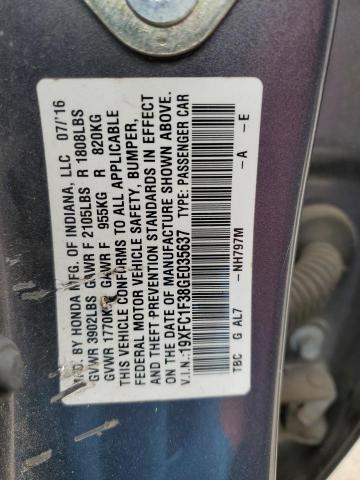 MFD. BY HONDA MFG. OF INDIANA, LLC 07/'16
GVWR 3902LBS GAWR F 2105LBS R 1808LBS
GVWR 1770KG GAWR F 955KG R 820KG
THIS VEHICLE CONFORMS TO ALL APPLICABLE
FEDERAL MOTOR VEHICLE SAFETY, BUMPER,
AND THEFT PREVENTION STANDARDS IN EFFECT
ON THE DATE OF MANUFACTURE SHOWN ABOVE.
V.I.N.:19XFC1F38GE035637 TYPE: PASSENGER CAR
-NH797M -A -E
TBC G AL7